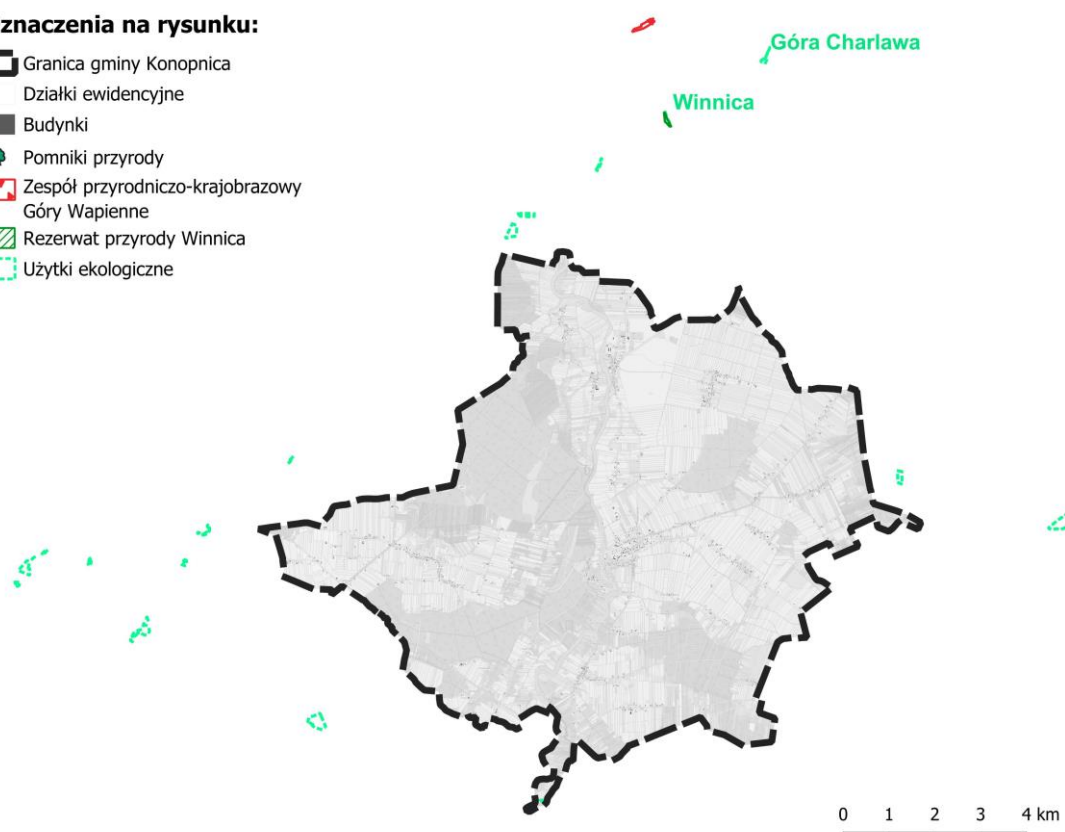 znaczenia na rysunku:
Granica gminy Konopnica
Działki ewidencyjne
Budynki
Pomniki przyrody
Zespół przyrodniczo-krajobrazowy
Góry Wapienne
Rezerwat przyrody Winnica
Użytki ekologiczne
Góra Charlawa
Winnica
0 1 2 3 4 km